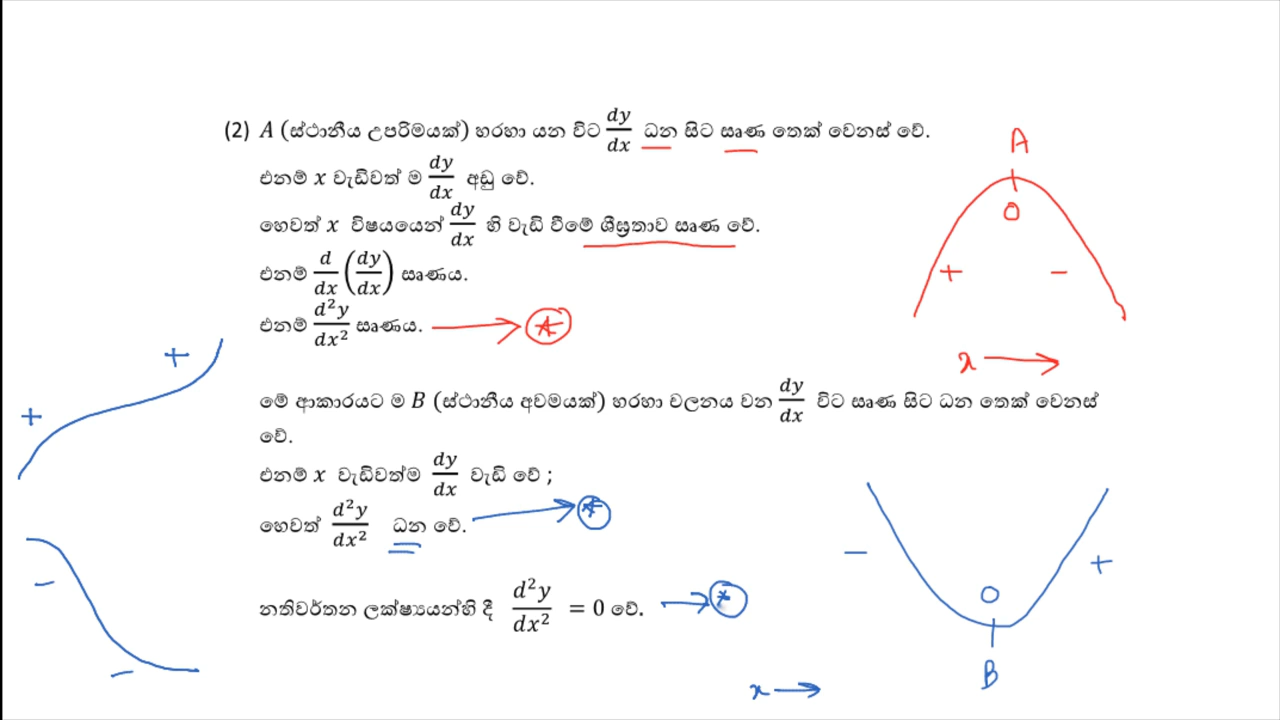 (2) A (ස්ථානීය උපරිමයක්) හරහා යන විට dy/dx ධන සිට සෘණ තෙක් වෙනස් වේ.
A
එනම් x වැඩිවත් ම dy/dx අඩු වේ.
0
හෙවත් x විෂයයෙන් dy/dx හි වැඩි වීමේ ශීඝ්‍රතාව සෘණ වේ.
එනම් d/dx (dy/dx) සෘණය.
+ −
එනම් d²y/dx² සෘණය. → *
x →
+
+
මේ ආකාරයට ම B (ස්ථානීය අවමයක්) හරහා චලනය වන dy/dx විට සෘණ සිට ධන තෙක් වෙනස්
වේ.
එනම් x වැඩිවත්ම dy/dx වැඩි වේ ;
හෙවත් d²y/dx² ධන වේ. → *
− +
−
නතිවර්තන ලක්ෂ්‍යයන්හි දී d²y/dx² = 0 වේ. → *
0
−
B
x →